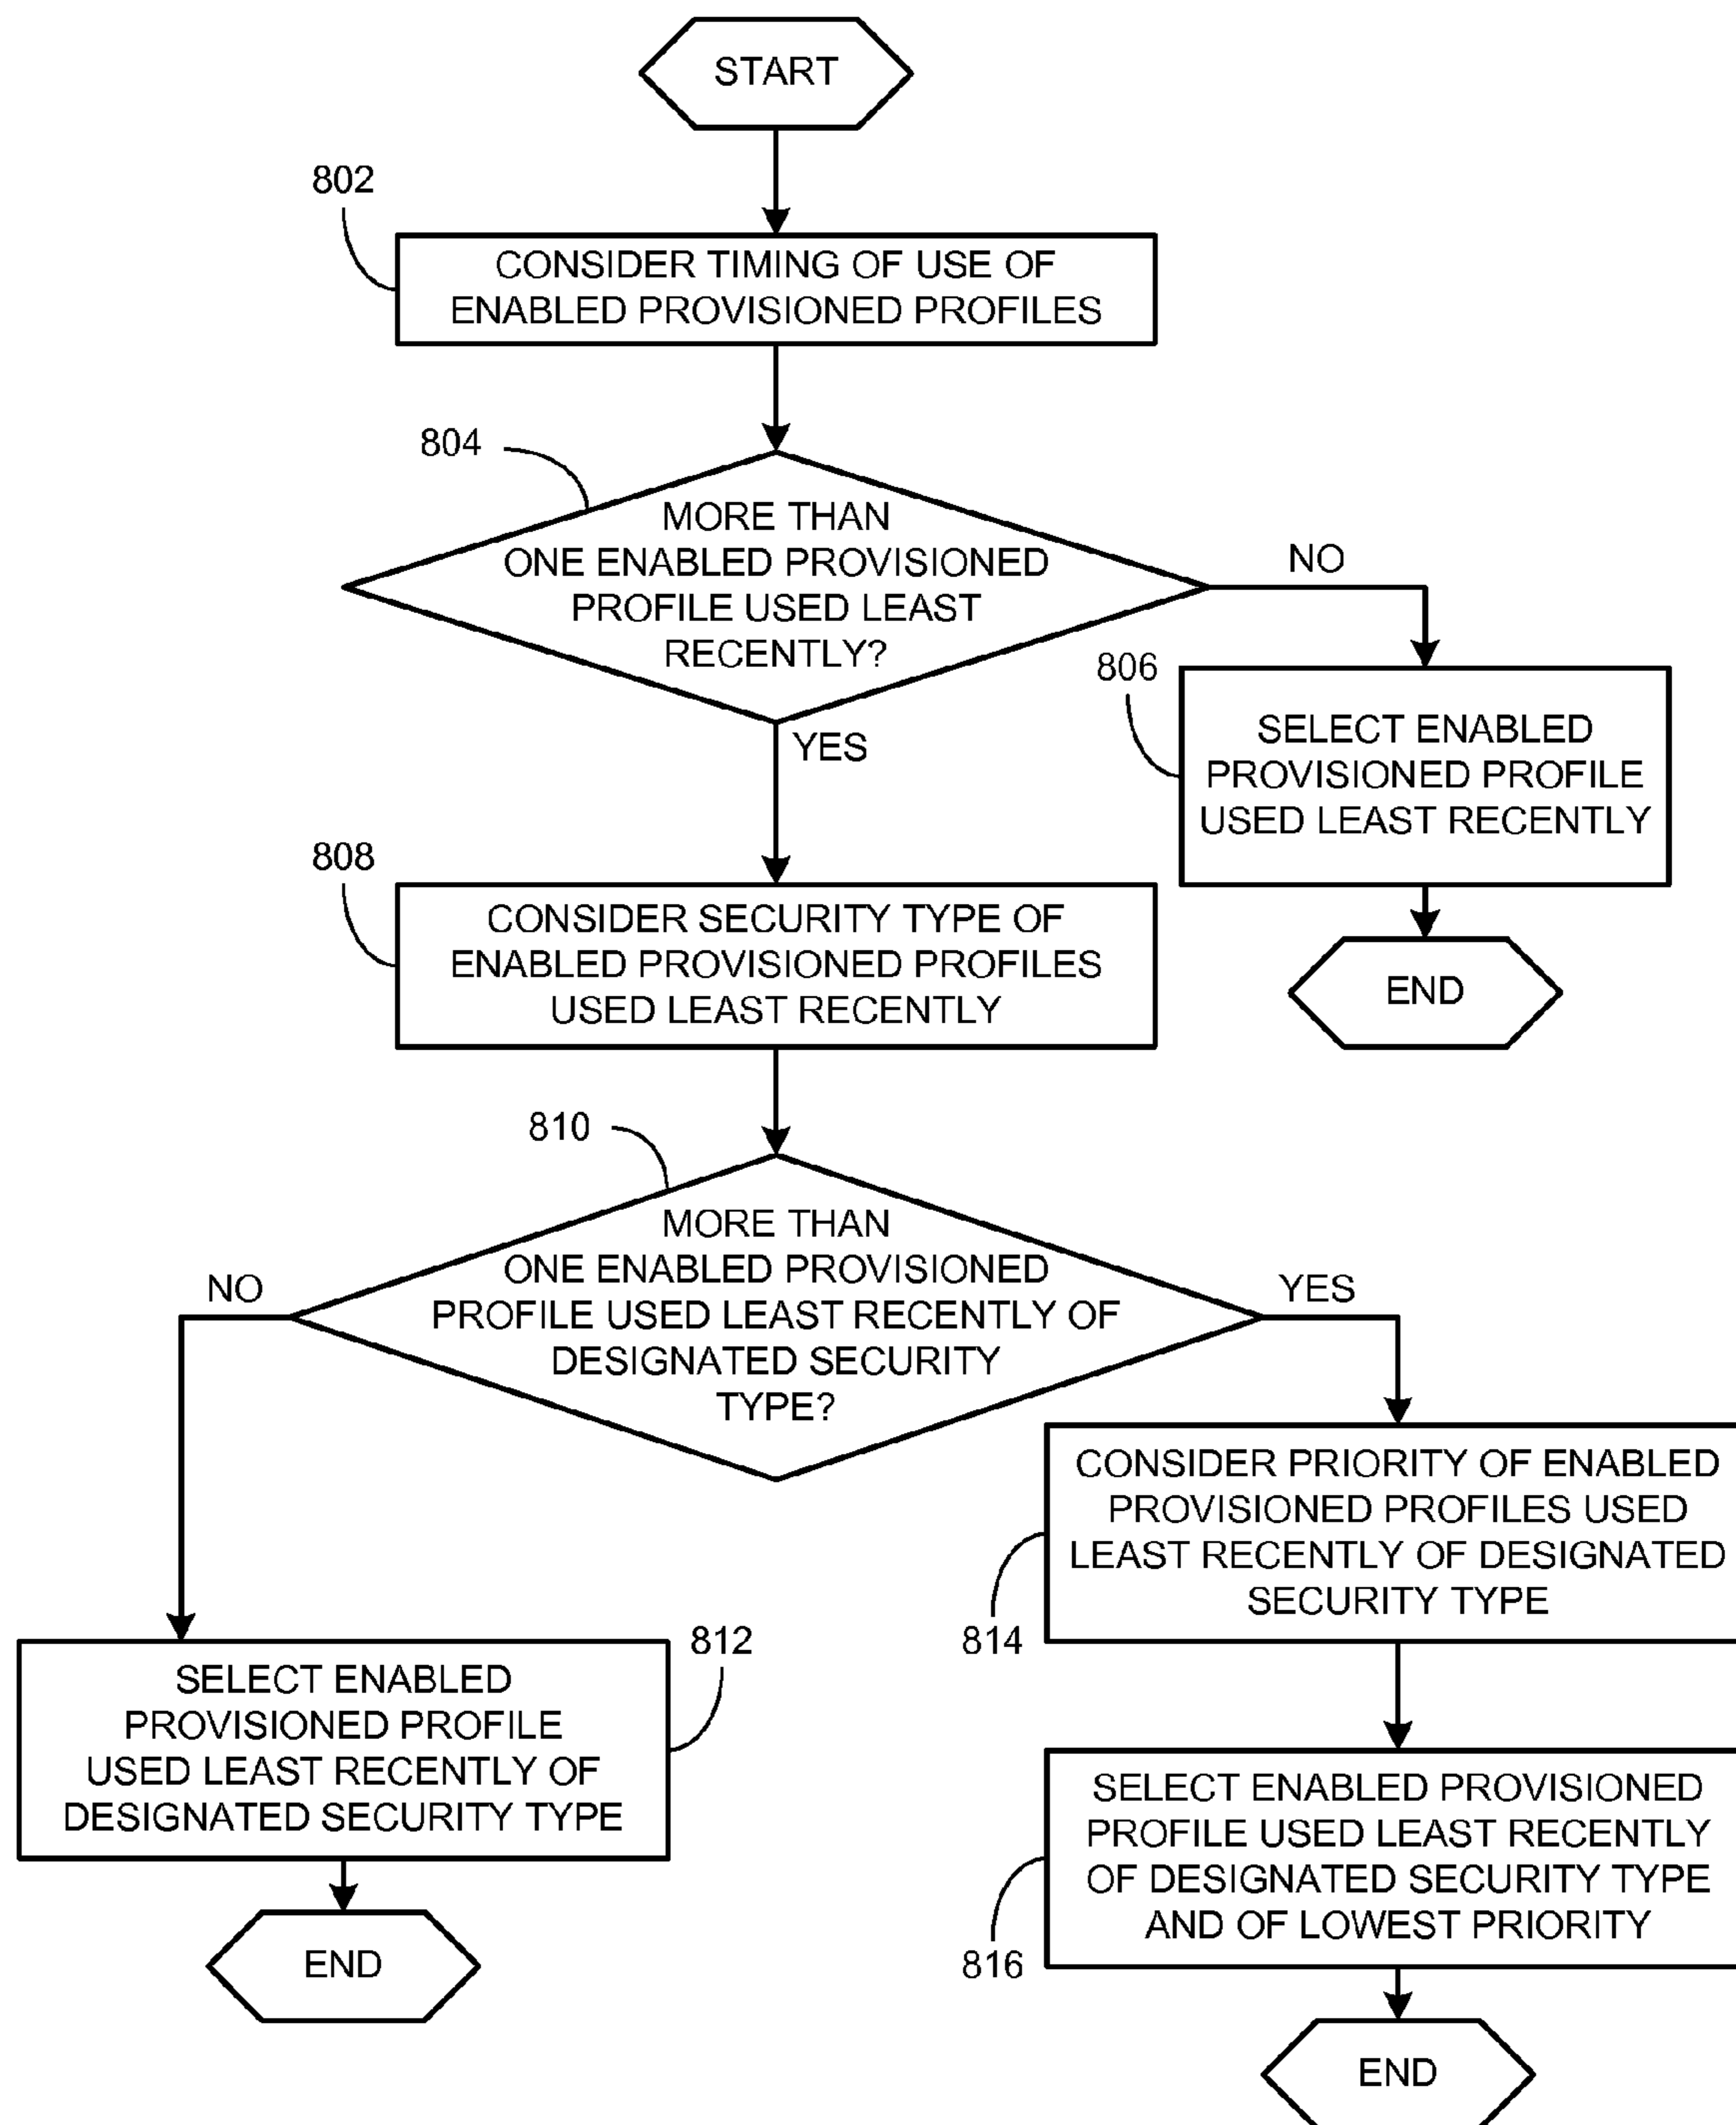 START
802
CONSIDER TIMING OF USE OF
ENABLED PROVISIONED PROFILES
804
MORE THAN
ONE ENABLED PROVISIONED
PROFILE USED LEAST
RECENTLY?
NO
YES
806
SELECT ENABLED
PROVISIONED PROFILE
USED LEAST RECENTLY
END
808
CONSIDER SECURITY TYPE OF
ENABLED PROVISIONED PROFILES
USED LEAST RECENTLY
810
MORE THAN
ONE ENABLED PROVISIONED
PROFILE USED LEAST RECENTLY OF
DESIGNATED SECURITY
TYPE?
NO
YES
812
SELECT ENABLED
PROVISIONED PROFILE
USED LEAST RECENTLY OF
DESIGNATED SECURITY TYPE
END
814
CONSIDER PRIORITY OF ENABLED
PROVISIONED PROFILES USED
LEAST RECENTLY OF DESIGNATED
SECURITY TYPE
816
SELECT ENABLED PROVISIONED
PROFILE USED LEAST RECENTLY
OF DESIGNATED SECURITY TYPE
AND OF LOWEST PRIORITY
END